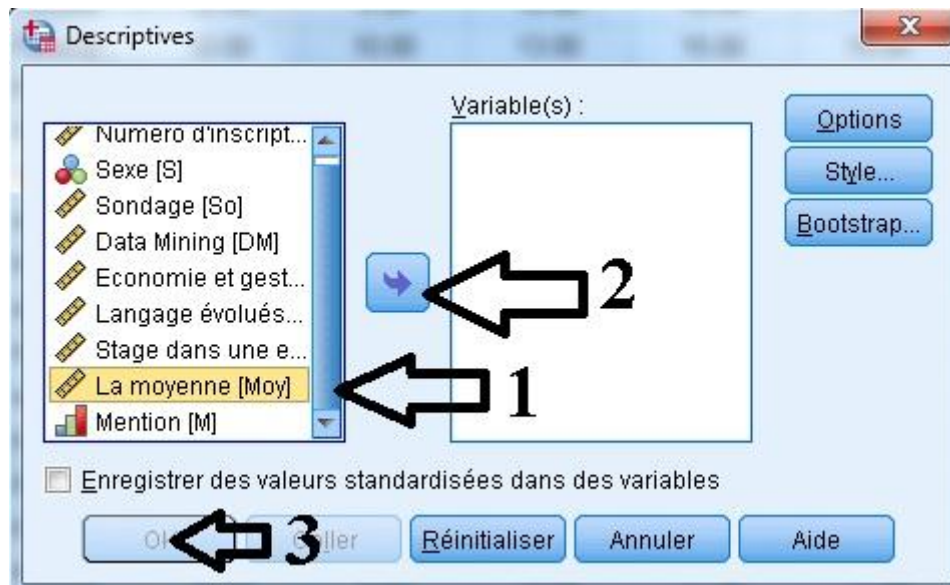 Descriptives
Variable(s) :
Numero d'inscript...
Sexe [S]
Sondage [So]
Data Mining [DM]
Economie et gest...
Langage évolués...
Stage dans une e...
La moyenne [Moy]
Mention [M]
Options
Style...
Bootstrap...
2
1
Enregistrer des valeurs standardisées dans des variables
3
Réinitialiser
Annuler
Aide